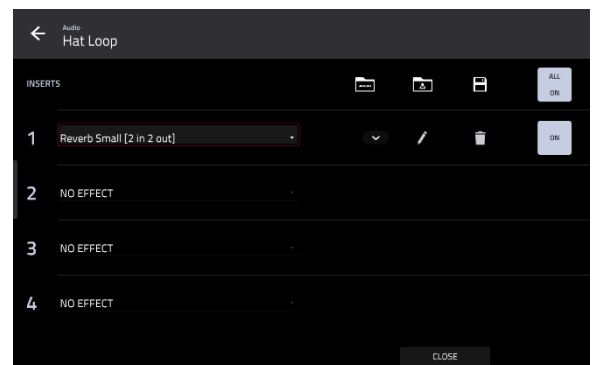 Audio
Hat Loop
INSERTS
ALL
ON
1 Reverb Small [2 in 2 out] ON
2 NO EFFECT
3 NO EFFECT
4 NO EFFECT
CLOSE